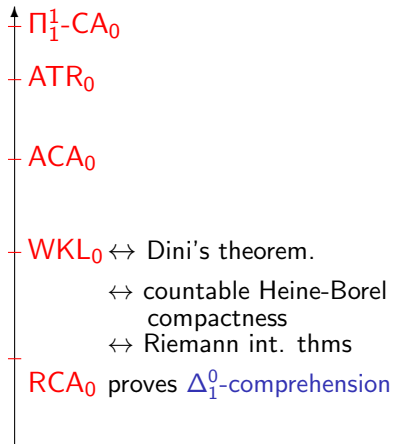 Π¹₁-CA₀
ATR₀
ACA₀
WKL₀ ↔ Dini's theorem.
↔ countable Heine-Borel
compactness
↔ Riemann int. thms
RCA₀ proves Δ⁰₁-comprehension